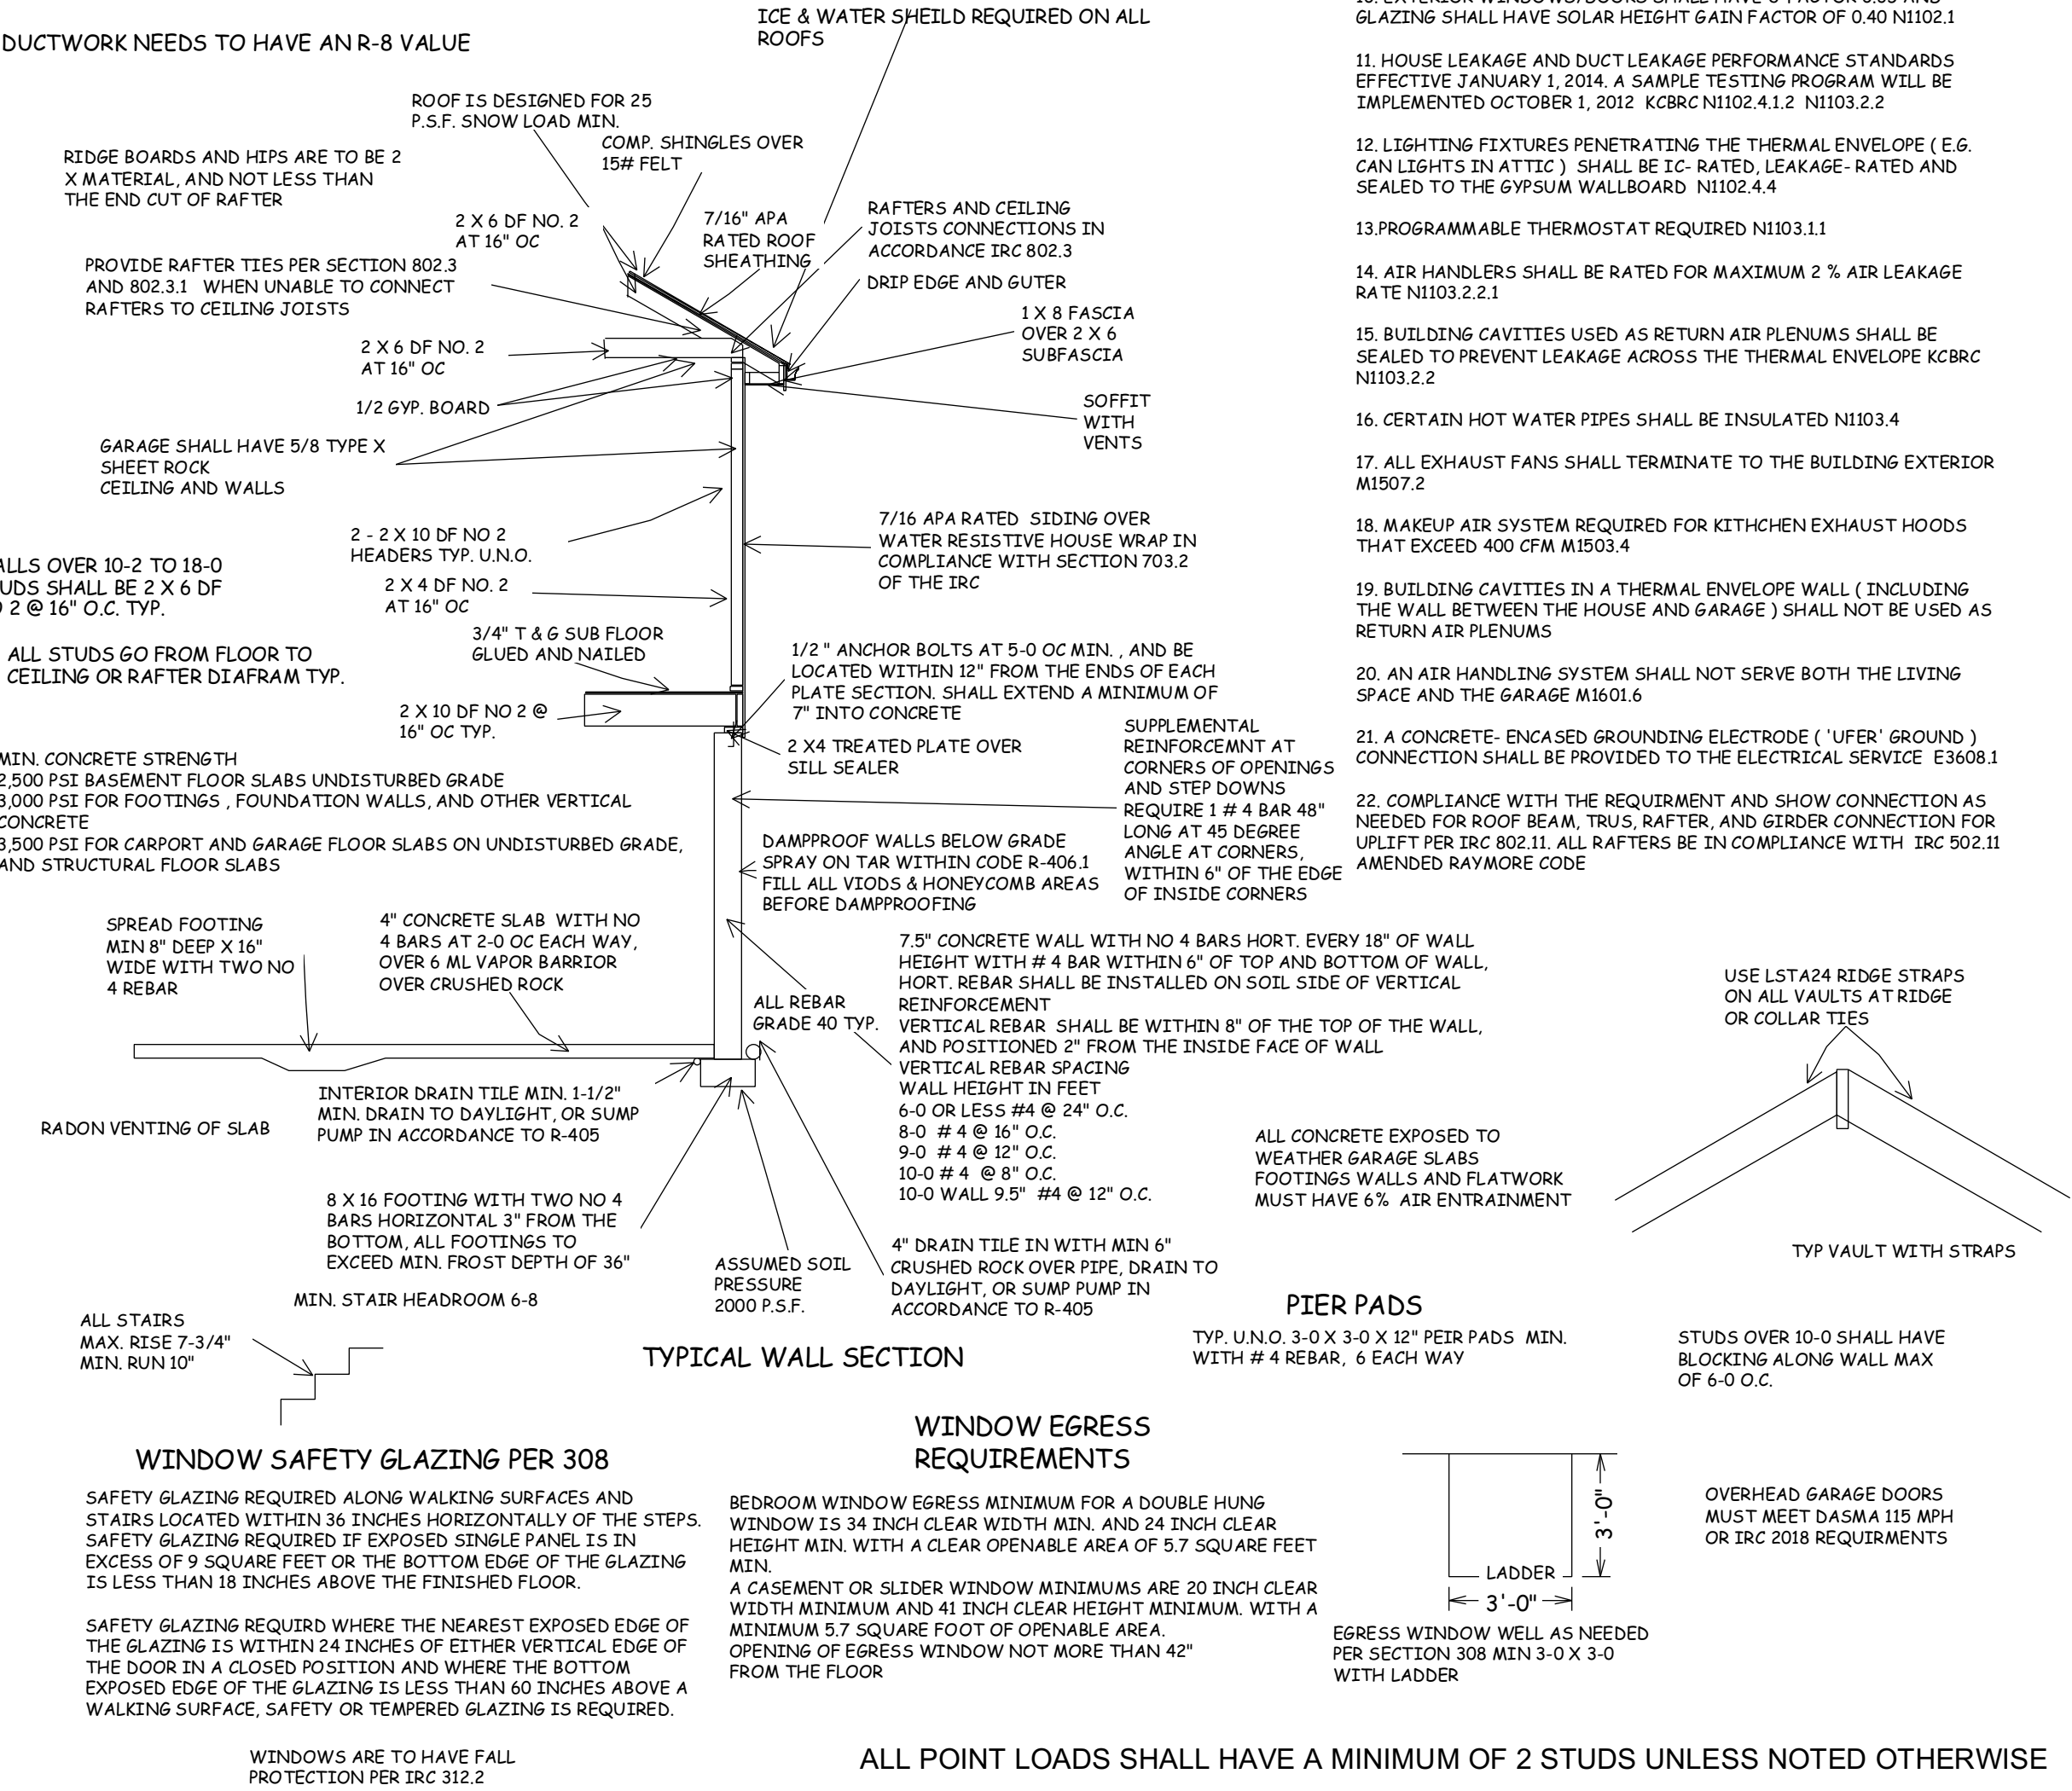 DUCTWORK NEEDS TO HAVE AN R-8 VALUE
ICE & WATER SHEILD REQUIRED ON ALL
ROOFS
ROOF IS DESIGNED FOR 25
P.S.F. SNOW LOAD MIN.
COMP. SHINGLES OVER
15# FELT
RIDGE BOARDS AND HIPS ARE TO BE 2
X MATERIAL, AND NOT LESS THAN
THE END CUT OF RAFTER
2 X 6 DF NO. 2
AT 16" OC
7/16" APA
RATED ROOF
SHEATHING
RAFTERS AND CEILING
JOISTS CONNECTIONS IN
ACCORDANCE IRC 802.3
PROVIDE RAFTER TIES PER SECTION 802.3
AND 802.3.1 WHEN UNABLE TO CONNECT
RAFTERS TO CEILING JOISTS
DRIP EDGE AND GUTER
1 X 8 FASCIA
OVER 2 X 6
SUBFASCIA
2 X 6 DF NO. 2
AT 16" OC
1/2 GYP. BOARD
SOFFIT
WITH
VENTS
GARAGE SHALL HAVE 5/8 TYPE X
SHEET ROCK
CEILING AND WALLS
2 - 2 X 10 DF NO 2
HEADERS TYP. U.N.O.
7/16 APA RATED SIDING OVER
WATER RESISTIVE HOUSE WRAP IN
COMPLIANCE WITH SECTION 703.2
OF THE IRC
ALLS OVER 10-2 TO 18-0
UDS SHALL BE 2 X 6 DF
2 @ 16" O.C. TYP.
2 X 4 DF NO. 2
AT 16" OC
3/4" T & G SUB FLOOR
GLUED AND NAILED
ALL STUDS GO FROM FLOOR TO
CEILING OR RAFTER DIAFRAM TYP.
1/2 " ANCHOR BOLTS AT 5-0 OC MIN. , AND BE
LOCATED WITHIN 12" FROM THE ENDS OF EACH
PLATE SECTION. SHALL EXTEND A MINIMUM OF
7" INTO CONCRETE
2 X 10 DF NO 2 @
16" OC TYP.
2 X4 TREATED PLATE OVER
SILL SEALER
SUPPLEMENTAL
REINFORCEMNT AT
CORNERS OF OPENINGS
AND STEP DOWNS
REQUIRE 1 # 4 BAR 48"
LONG AT 45 DEGREE
ANGLE AT CORNERS,
WITHIN 6" OF THE EDGE
OF INSIDE CORNERS
MIN. CONCRETE STRENGTH
2,500 PSI BASEMENT FLOOR SLABS UNDISTURBED GRADE
3,000 PSI FOR FOOTINGS , FOUNDATION WALLS, AND OTHER VERTICAL
CONCRETE
3,500 PSI FOR CARPORT AND GARAGE FLOOR SLABS ON UNDISTURBED GRADE,
AND STRUCTURAL FLOOR SLABS
DAMPPROOF WALLS BELOW GRADE
SPRAY ON TAR WITHIN CODE R-406.1
FILL ALL VIODS & HONEYCOMB AREAS
BEFORE DAMPPROOFING
SPREAD FOOTING
MIN 8" DEEP X 16"
WIDE WITH TWO NO
4 REBAR
4" CONCRETE SLAB WITH NO
4 BARS AT 2-0 OC EACH WAY,
OVER 6 ML VAPOR BARRIOR
OVER CRUSHED ROCK
ALL REBAR
GRADE 40 TYP.
7.5" CONCRETE WALL WITH NO 4 BARS HORT. EVERY 18" OF WALL
HEIGHT WITH # 4 BAR WITHIN 6" OF TOP AND BOTTOM OF WALL,
HORT. REBAR SHALL BE INSTALLED ON SOIL SIDE OF VERTICAL
REINFORCEMENT
VERTICAL REBAR SHALL BE WITHIN 8" OF THE TOP OF THE WALL,
AND POSITIONED 2" FROM THE INSIDE FACE OF WALL
VERTICAL REBAR SPACING
WALL HEIGHT IN FEET
6-0 OR LESS #4 @ 24" O.C.
8-0 # 4 @ 16" O.C.
9-0 # 4 @ 12" O.C.
10-0 # 4 @ 8" O.C.
10-0 WALL 9.5" #4 @ 12" O.C.
INTERIOR DRAIN TILE MIN. 1-1/2"
MIN. DRAIN TO DAYLIGHT, OR SUMP
PUMP IN ACCORDANCE TO R-405
RADON VENTING OF SLAB
8 X 16 FOOTING WITH TWO NO 4
BARS HORIZONTAL 3" FROM THE
BOTTOM, ALL FOOTINGS TO
EXCEED MIN. FROST DEPTH OF 36"
ASSUMED SOIL
PRESSURE
2000 P.S.F.
4" DRAIN TILE IN WITH MIN 6"
CRUSHED ROCK OVER PIPE, DRAIN TO
DAYLIGHT, OR SUMP PUMP IN
ACCORDANCE TO R-405
MIN. STAIR HEADROOM 6-8
ALL STAIRS
MAX. RISE 7-3/4"
MIN. RUN 10"
TYPICAL WALL SECTION
GLAZING SHALL HAVE SOLAR HEIGHT GAIN FACTOR OF 0.40 N1102.1
11. HOUSE LEAKAGE AND DUCT LEAKAGE PERFORMANCE STANDARDS
EFFECTIVE JANUARY 1, 2014. A SAMPLE TESTING PROGRAM WILL BE
IMPLEMENTED OCTOBER 1, 2012 KCBRC N1102.4.1.2 N1103.2.2
12. LIGHTING FIXTURES PENETRATING THE THERMAL ENVELOPE ( E.G.
CAN LIGHTS IN ATTIC ) SHALL BE IC- RATED, LEAKAGE- RATED AND
SEALED TO THE GYPSUM WALLBOARD N1102.4.4
13.PROGRAMMABLE THERMOSTAT REQUIRED N1103.1.1
14. AIR HANDLERS SHALL BE RATED FOR MAXIMUM 2 % AIR LEAKAGE
RATE N1103.2.2.1
15. BUILDING CAVITIES USED AS RETURN AIR PLENUMS SHALL BE
SEALED TO PREVENT LEAKAGE ACROSS THE THERMAL ENVELOPE KCBRC
N1103.2.2
16. CERTAIN HOT WATER PIPES SHALL BE INSULATED N1103.4
17. ALL EXHAUST FANS SHALL TERMINATE TO THE BUILDING EXTERIOR
M1507.2
18. MAKEUP AIR SYSTEM REQUIRED FOR KITHCHEN EXHAUST HOODS
THAT EXCEED 400 CFM M1503.4
19. BUILDING CAVITIES IN A THERMAL ENVELOPE WALL ( INCLUDING
THE WALL BETWEEN THE HOUSE AND GARAGE ) SHALL NOT BE USED AS
RETURN AIR PLENUMS
20. AN AIR HANDLING SYSTEM SHALL NOT SERVE BOTH THE LIVING
SPACE AND THE GARAGE M1601.6
21. A CONCRETE- ENCASED GROUNDING ELECTRODE ( 'UFER' GROUND )
CONNECTION SHALL BE PROVIDED TO THE ELECTRICAL SERVICE E3608.1
22. COMPLIANCE WITH THE REQUIRMENT AND SHOW CONNECTION AS
NEEDED FOR ROOF BEAM, TRUS, RAFTER, AND GIRDER CONNECTION FOR
UPLIFT PER IRC 802.11. ALL RAFTERS BE IN COMPLIANCE WITH IRC 502.11
AMENDED RAYMORE CODE
USE LSTA24 RIDGE STRAPS
ON ALL VAULTS AT RIDGE
OR COLLAR TIES
ALL CONCRETE EXPOSED TO
WEATHER GARAGE SLABS
FOOTINGS WALLS AND FLATWORK
MUST HAVE 6% AIR ENTRAINMENT
TYP VAULT WITH STRAPS
PIER PADS
TYP. U.N.O. 3-0 X 3-0 X 12" PEIR PADS MIN.
WITH # 4 REBAR, 6 EACH WAY
STUDS OVER 10-0 SHALL HAVE
BLOCKING ALONG WALL MAX
OF 6-0 O.C.
WINDOW SAFETY GLAZING PER 308
SAFETY GLAZING REQUIRED ALONG WALKING SURFACES AND
STAIRS LOCATED WITHIN 36 INCHES HORIZONTALLY OF THE STEPS.
SAFETY GLAZING REQUIRED IF EXPOSED SINGLE PANEL IS IN
EXCESS OF 9 SQUARE FEET OR THE BOTTOM EDGE OF THE GLAZING
IS LESS THAN 18 INCHES ABOVE THE FINISHED FLOOR.
SAFETY GLAZING REQUIRD WHERE THE NEAREST EXPOSED EDGE OF
THE GLAZING IS WITHIN 24 INCHES OF EITHER VERTICAL EDGE OF
THE DOOR IN A CLOSED POSITION AND WHERE THE BOTTOM
EXPOSED EDGE OF THE GLAZING IS LESS THAN 60 INCHES ABOVE A
WALKING SURFACE, SAFETY OR TEMPERED GLAZING IS REQUIRED.
WINDOWS ARE TO HAVE FALL
PROTECTION PER IRC 312.2
WINDOW EGRESS
REQUIREMENTS
BEDROOM WINDOW EGRESS MINIMUM FOR A DOUBLE HUNG
WINDOW IS 34 INCH CLEAR WIDTH MIN. AND 24 INCH CLEAR
HEIGHT MIN. WITH A CLEAR OPENABLE AREA OF 5.7 SQUARE FEET
MIN.
A CASEMENT OR SLIDER WINDOW MINIMUMS ARE 20 INCH CLEAR
WIDTH MINIMUM AND 41 INCH CLEAR HEIGHT MINIMUM. WITH A
MINIMUM 5.7 SQUARE FOOT OF OPENABLE AREA.
OPENING OF EGRESS WINDOW NOT MORE THAN 42"
FROM THE FLOOR
3'-0"
LADDER
3'-0"
EGRESS WINDOW WELL AS NEEDED
PER SECTION 308 MIN 3-0 X 3-0
WITH LADDER
OVERHEAD GARAGE DOORS
MUST MEET DASMA 115 MPH
OR IRC 2018 REQUIRMENTS
ALL POINT LOADS SHALL HAVE A MINIMUM OF 2 STUDS UNLESS NOTED OTHERWISE